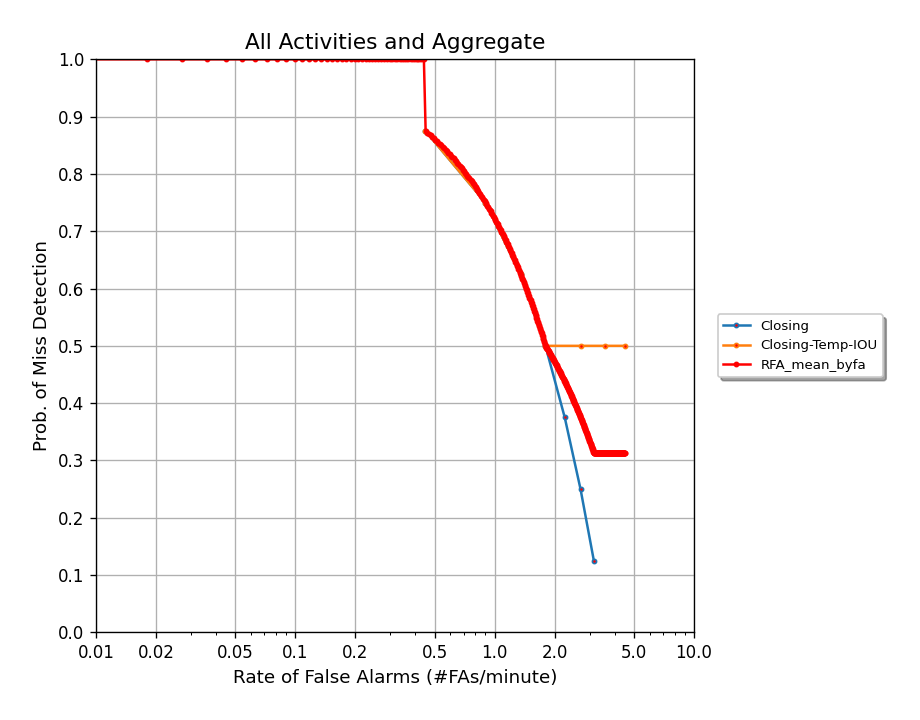 All Activities and Aggregate
1.0
0.9
0.8
0.7
0.6
0.5
0.4
0.3
0.2
0.1
0.0
Prob. of Miss Detection
0.01 0.02 0.05 0.1 0.2 0.5 1.0 2.0 5.0 10.0
Rate of False Alarms (#FAs/minute)
Closing
Closing-Temp-IOU
RFA_mean_byfa